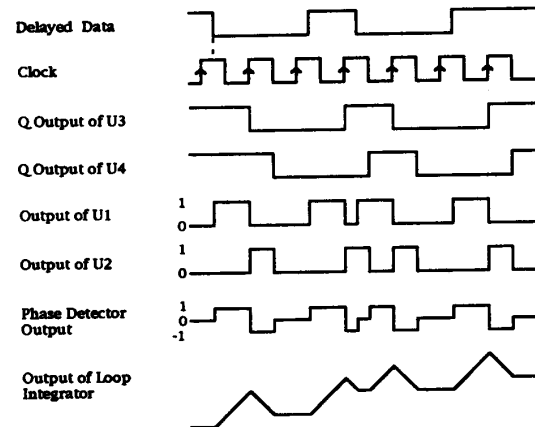 Delayed Data
Clock
Q Output of U3
Q Output of U4
Output of U1
1
0
Output of U2
1
0
Phase Detector
Output
1
0
-1
Output of Loop
Integrator